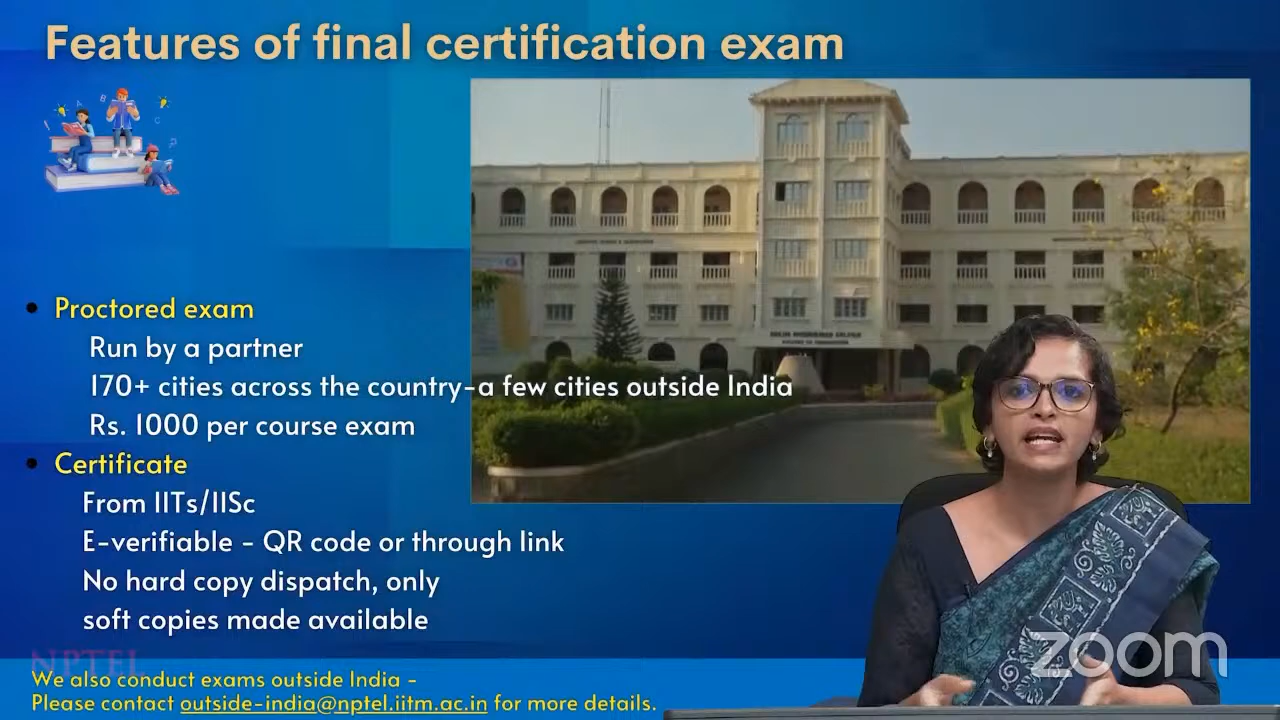 Features of final certification exam
Proctored exam
Run by a partner
170+ cities across the country-a few cities outside India
Rs. 1000 per course exam
Certificate
From IITs/IISc
E-verifiable - QR code or through link
No hard copy dispatch, only
soft copies made available
NPTEL
We also conduct exams outside India -
Please contact outside-india@nptel.iitm.ac.in for more details.
zoom